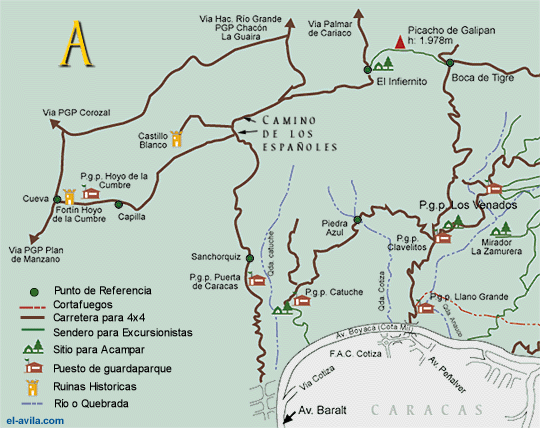 A
Via Hac. Río Grande
PGP Chacón
La Guaira
Via Palmar
de Cariaco
Picacho de Galipan
h: 1.978m
El Infiernito
Boca de Tigre
Via PGP Corozal
Castillo
Blanco
CAMINO
DE LOS
ESPAÑOLES
P.g.p. Hoyo de la
Cumbre
Cueva
Fortín Hoyo
de la Cumbre
Capilla
Via PGP Plan
de Manzano
P.g.p. Los Venados
Piedra
Azul
P.g.p.
Clavelitos
Mirador
La Zamurera
Sanchorquiz
Qda. catuche
P.g.p. Puerta
de Caracas
P.g.p. Catuche
Qda. Cotiza
P.g.p. Llano Grande
Qda. Arauco
Punto de Referencia
Cortafuegos
Carretera para 4x4
Sendero para Excursionistas
Sitio para Acampar
Puesto de guardaparque
Ruinas Historicas
Río o Quebrada
Av. Boyacá (Cota Mil)
F.A.C. Cotiza
Av. Peñalver
Via Cotiza
Av. Baralt
CARACAS
el-avila.com